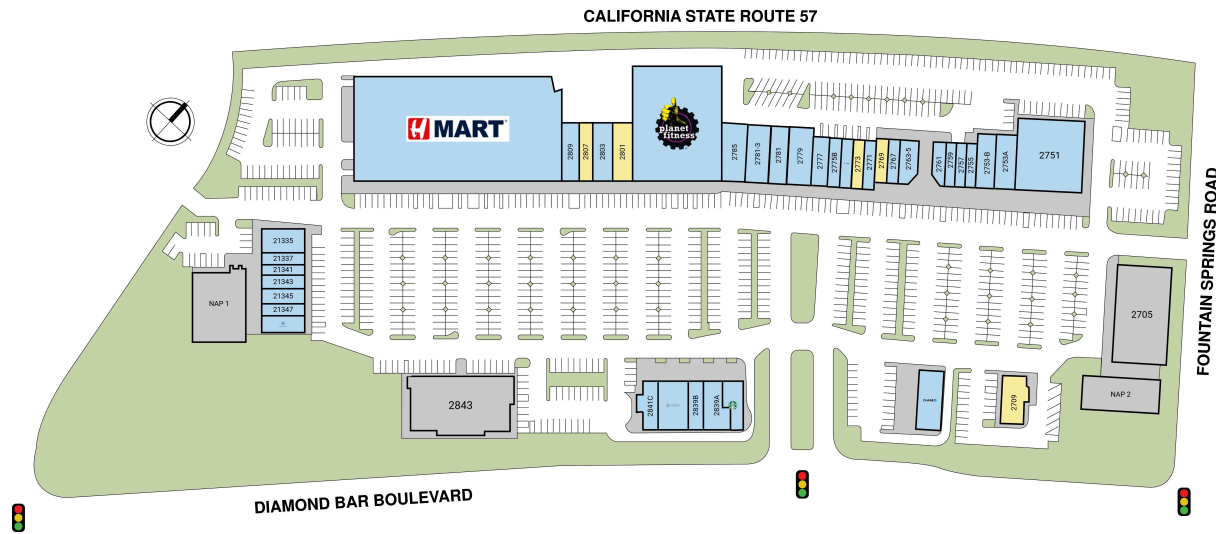 CALIFORNIA STATE ROUTE 57
H MART
planet
fitness
2809
2807
2803
2801
2785
2781-3
2781
2779
2777
2775B
2773
2771
2769
2767
2763-5
2761
2759
2757
2755
2753-B
2753A
2751
FOUNTAIN SPRINGS ROAD
21335
21337
21341
21343
21345
21347
NAP 1
2843
2841C
2839B
2839A
2709
2705
NAP 2
DIAMOND BAR BOULEVARD